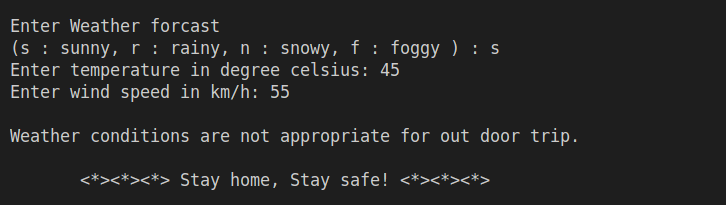 Enter Weather forcast
(s : sunny, r : rainy, n : snowy, f : foggy ) : s
Enter temperature in degree celsius: 45
Enter wind speed in km/h: 55
Weather conditions are not appropriate for out door trip.
<*><*><*> Stay home, Stay safe! <*><*><*>